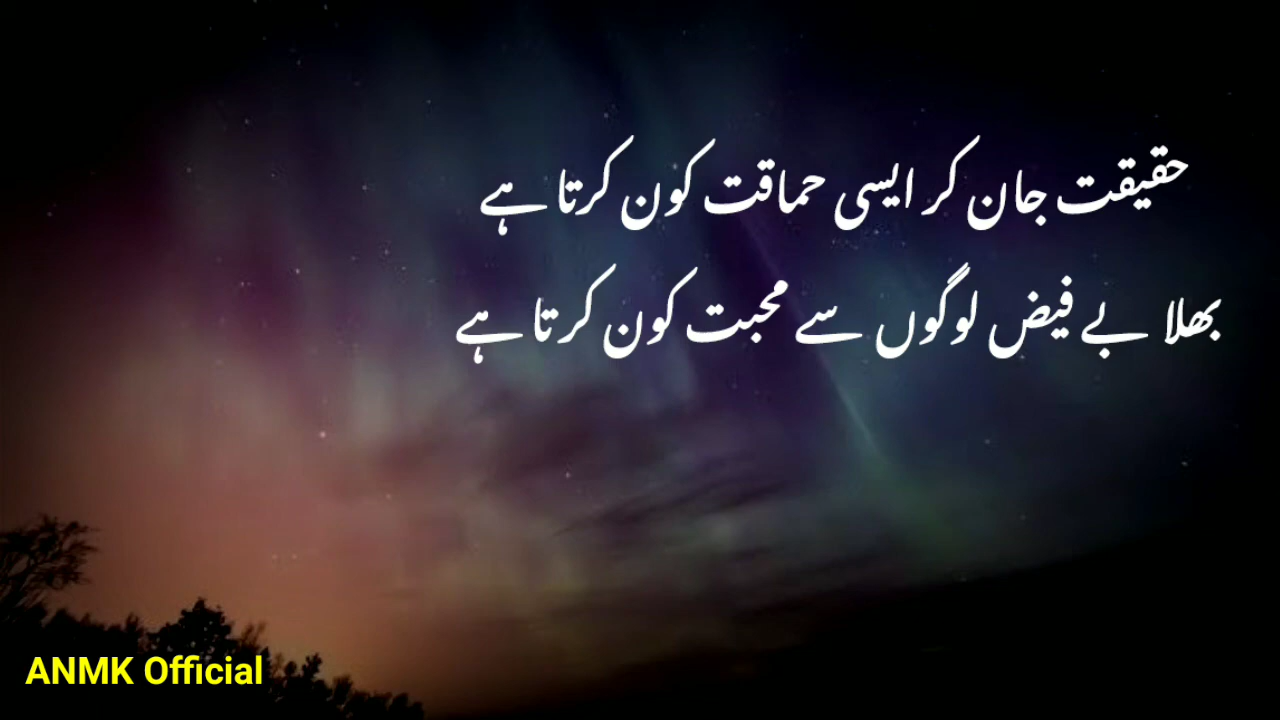 حقیقت جان کر ایسی حماقت کون کرتا ہے
بھلا بے فیض لوگوں سے محبت کون کرتا ہے
ANMK Official